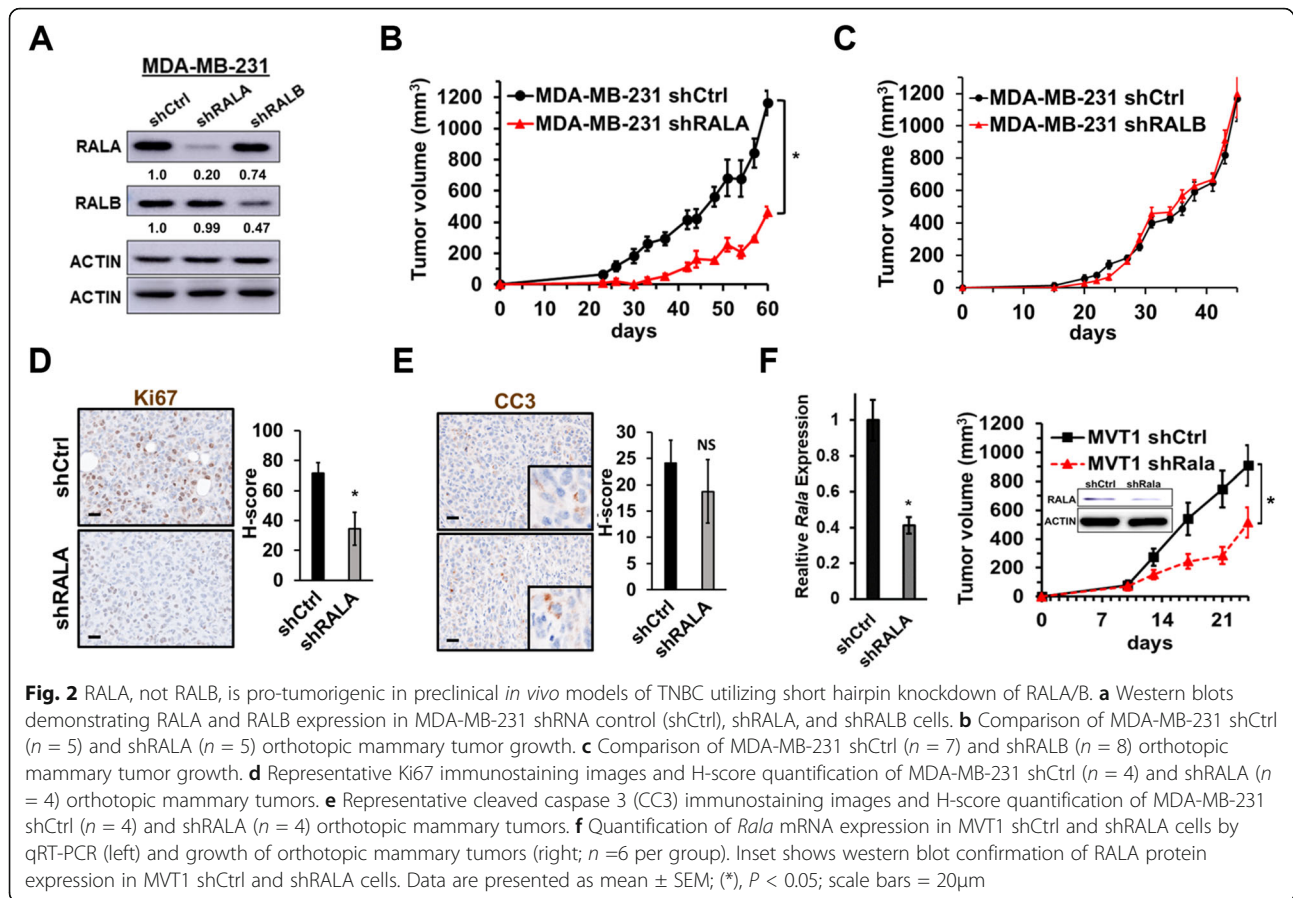 A
MDA-MB-231
shCtrl shRALA shRALB
RALA
1.0 0.20 0.74
RALB
1.0 0.99 0.47
ACTIN
ACTIN
B
Tumor volume (mm³)
1200
1000
800
600
400
200
0
MDA-MB-231 shCtrl
MDA-MB-231 shRALA
*
0 10 20 30 40 50 60
days
C
Tumor volume (mm³)
1200
1000
800
600
400
200
0
MDA-MB-231 shCtrl
MDA-MB-231 shRALB
0 10 20 30 40
days
D
Ki67
shCtrl
shRALA
H-score
100
80
60
40
20
0
*
shCtrl
shRALA
E
CC3
H-score
30
25
20
15
10
5
0
NS
shCtrl
shRALA
F
Realtive Rala Expression
1
0.8
0.6
0.4
0.2
0
*
shCtrl
shRALA
Tumor volume (mm³)
1200
1000
800
600
400
200
0
MVT1 shCtrl
MVT1 shRala
shCtrl shRala
RALA
ACTIN
*
0 7 14 21
days
Fig. 2 RALA, not RALB, is pro-tumorigenic in preclinical in vivo models of TNBC utilizing short hairpin knockdown of RALA/B. a Western blots
demonstrating RALA and RALB expression in MDA-MB-231 shRNA control (shCtrl), shRALA, and shRALB cells. b Comparison of MDA-MB-231 shCtrl
(n = 5) and shRALA (n = 5) orthotopic mammary tumor growth. c Comparison of MDA-MB-231 shCtrl (n = 7) and shRALB (n = 8) orthotopic
mammary tumor growth. d Representative Ki67 immunostaining images and H-score quantification of MDA-MB-231 shCtrl (n = 4) and shRALA (n
= 4) orthotopic mammary tumors. e Representative cleaved caspase 3 (CC3) immunostaining images and H-score quantification of MDA-MB-231
shCtrl (n = 4) and shRALA (n = 4) orthotopic mammary tumors. f Quantification of Rala mRNA expression in MVT1 shCtrl and shRALA cells by
qRT-PCR (left) and growth of orthotopic mammary tumors (right; n =6 per group). Inset shows western blot confirmation of RALA protein
expression in MVT1 shCtrl and shRALA cells. Data are presented as mean ± SEM; (*), P < 0.05; scale bars = 20µm